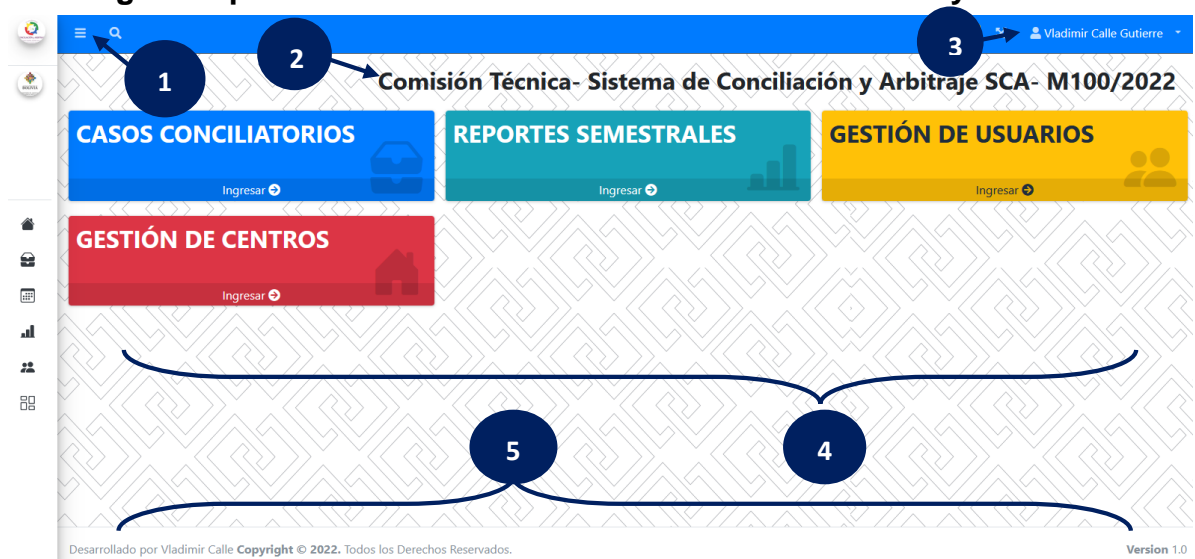 3
Vladimir Calle Gutierre
2
1
Comisión Técnica- Sistema de Conciliación y Arbitraje SCA- M100/2022
CASOS CONCILIATORIOS
REPORTES SEMESTRALES
GESTIÓN DE USUARIOS
Ingresar
Ingresar
Ingresar
GESTIÓN DE CENTROS
Ingresar
5
4
Desarrollado por Vladimir Calle Copyright © 2022. Todos los Derechos Reservados.
Version 1.0